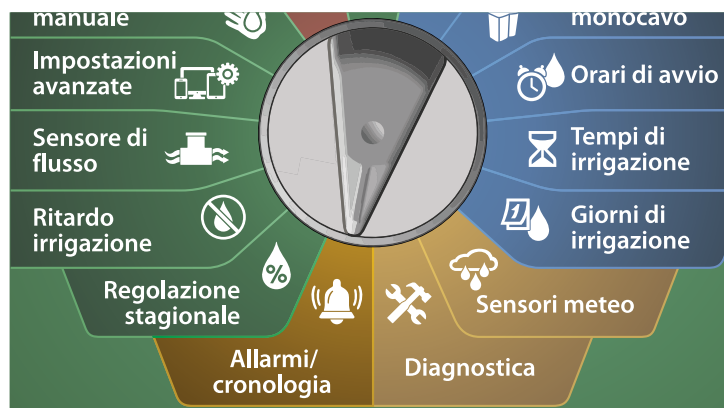 manuale
Impostazioni
avanzate
Sensore di
flusso
Ritardo
irrigazione
Regolazione
stagionale
%
Allarmi/
cronologia
Diagnostica
Sensori meteo
1
Giorni di
irrigazione
Tempi di
irrigazione
Orari di avvio
monocavo